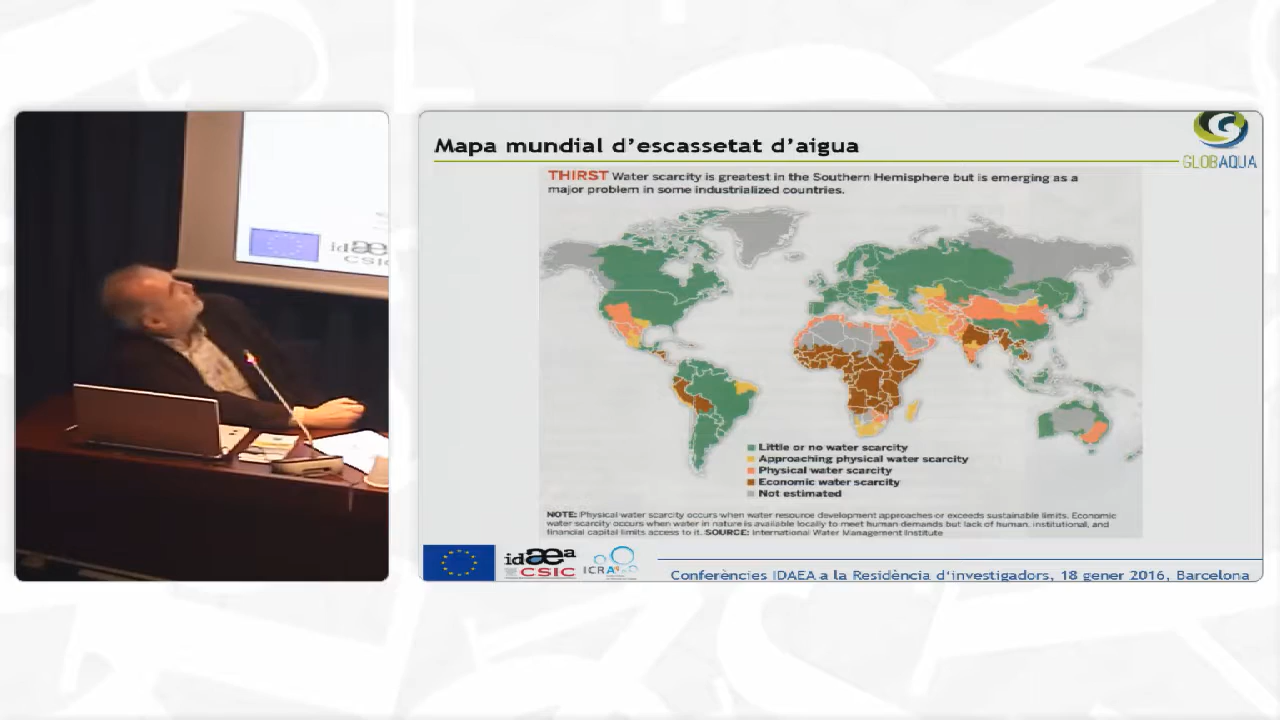 Mapa mundial d'escassetat d'aigua
GLOBAQUA
THIRST Water scarcity is greatest in the Southern Hemisphere but is emerging as a
major problem in some industrialized countries.
Little or no water scarcity
Approaching physical water scarcity
Physical water scarcity
Economic water scarcity
Not estimated
NOTE: Physical water scarcity occurs when water resource development approaches or exceeds sustainable limits. Economic
water scarcity occurs when water in nature is available locally to meet human demands but lack of human, institutional, and
financial capital limits access to it. SOURCE: International Water Management Institute
idæa
CSIC
idæa
CSIC
ICRA
Conferències IDAEA a la Residència d'investigadors, 18 gener 2016, Barcelona